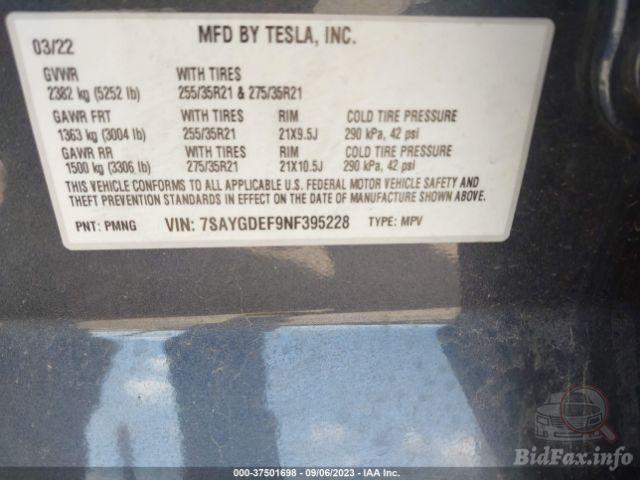 03/22 MFD BY TESLA, INC.
GVWR WITH TIRES
2382 kg (5252 lb) 255/35R21 & 275/35R21
GAWR FRT WITH TIRES RIM COLD TIRE PRESSURE
1363 kg (3004 lb) 255/35R21 21X9.5J 290 kPa, 42 psi
GAWR RR WITH TIRES RIM COLD TIRE PRESSURE
1500 kg (3306 lb) 275/35R21 21X10.5J 290 kPa, 42 psi
THIS VEHICLE CONFORMS TO ALL APPLICABLE U.S. FEDERAL MOTOR VEHICLE SAFETY AND
THEFT PREVENTION STANDARDS IN EFFECT ON THE DATE OF MANUFACTURE SHOWN ABOVE.
PNT: PMNG VIN: 7SAYGDEF9NF395228 TYPE: MPV
BidFax.info
000-37501698 - 09/06/2023 - IAA Inc.